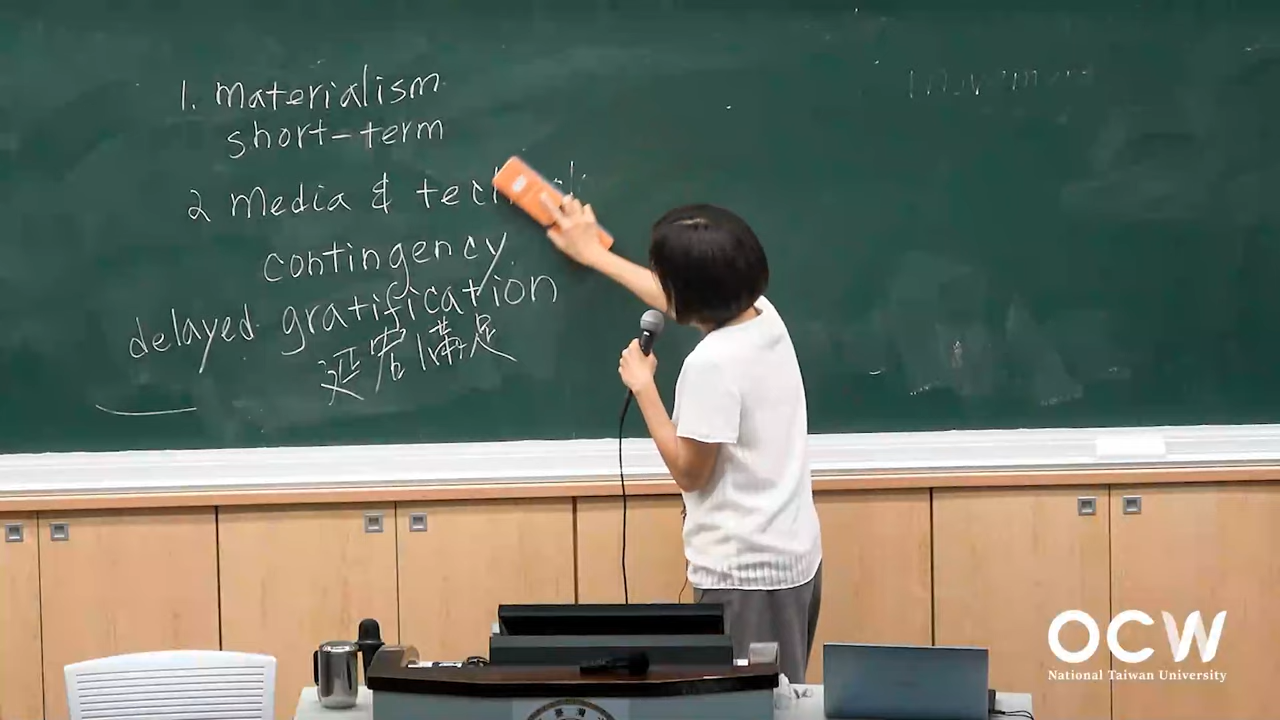 1. materialism
short-term
2 media & tech
contingency
delayed gratification
延宕滿足
OCW
National Taiwan University